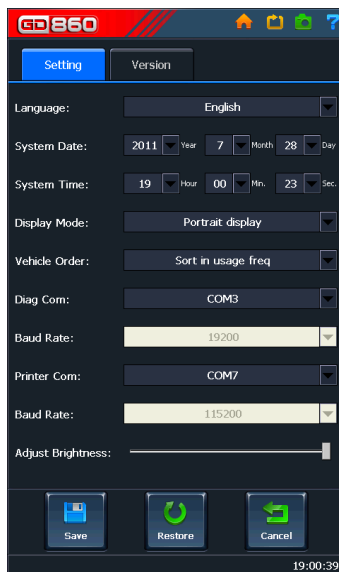 GD860 ?
Setting Version
Language: English
System Date: 2011 Year 7 Month 28 Day
System Time: 19 Hour 00 Min. 23 Sec.
Display Mode: Portrait display
Vehicle Order: Sort in usage freq
Diag Com: COM3
Baud Rate: 19200
Printer Com: COM7
Baud Rate: 115200
Adjust Brightness:
Save Restore Cancel
19:00:39